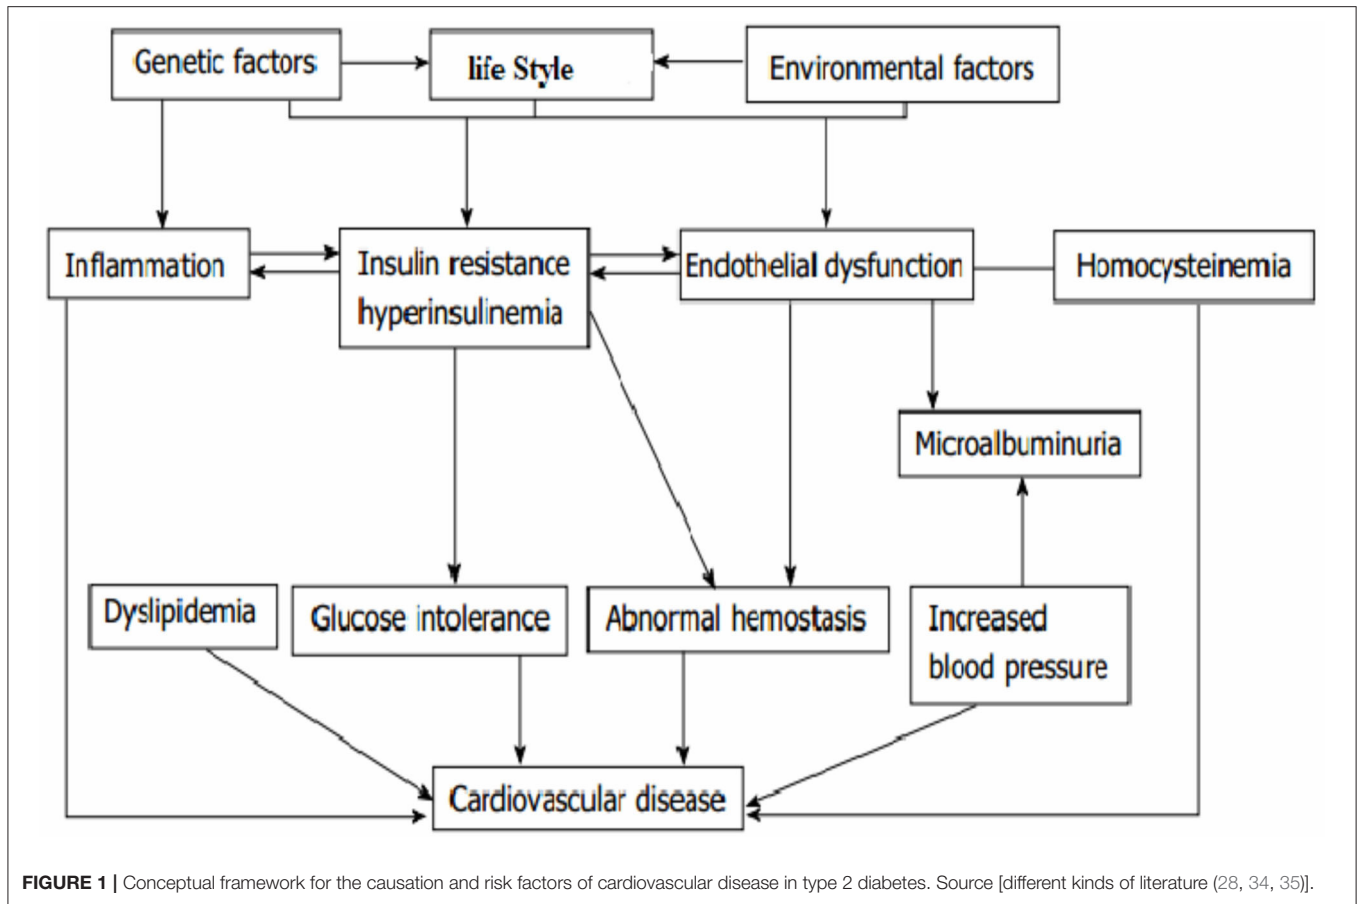 Genetic factors
life Style
Environmental factors
Inflammation
Insulin resistance
hyperinsulinemia
Endothelial dysfunction
Homocysteinemia
Microalbuminuria
Dyslipidemia
Glucose intolerance
Abnormal hemostasis
Increased
blood pressure
Cardiovascular disease
FIGURE 1 | Conceptual framework for the causation and risk factors of cardiovascular disease in type 2 diabetes. Source [different kinds of literature (28, 34, 35)].